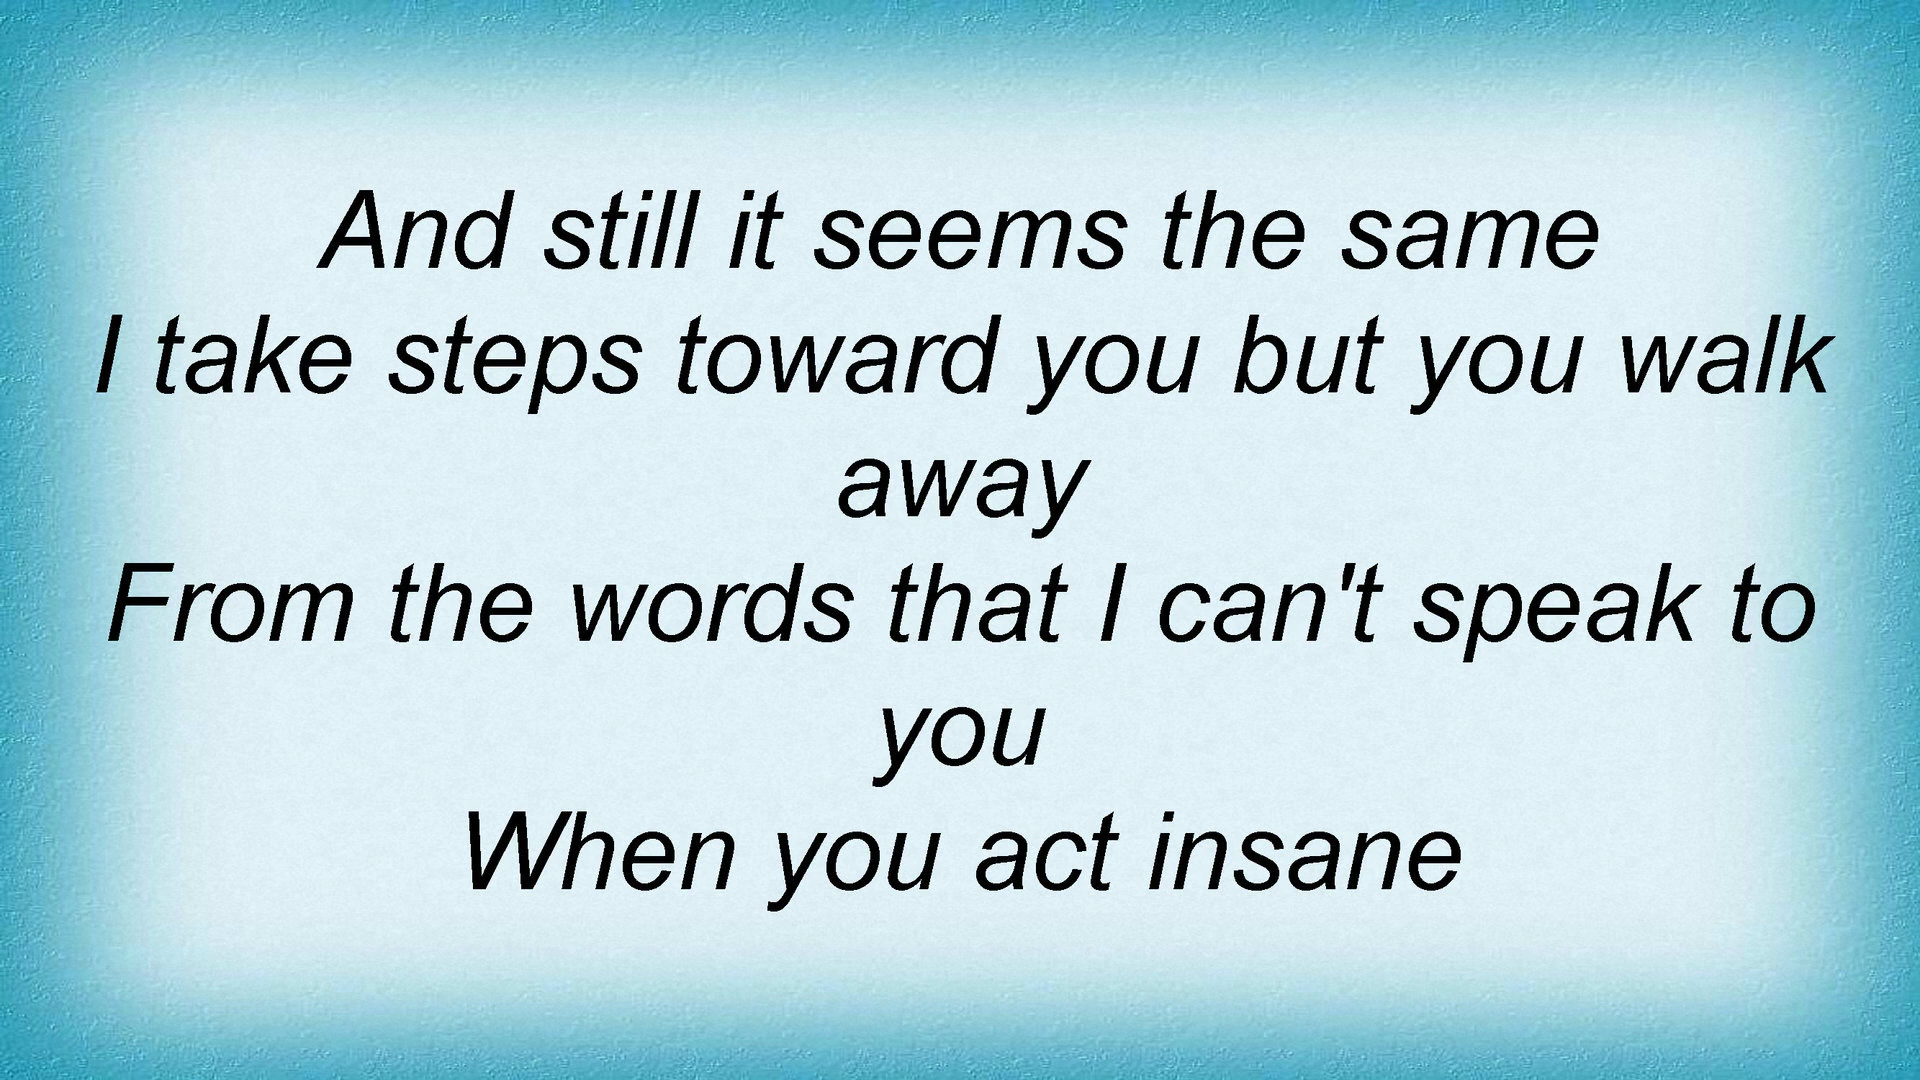 And still it seems the same
I take steps toward you but you walk
away
From the words that I can't speak to
you
When you act insane